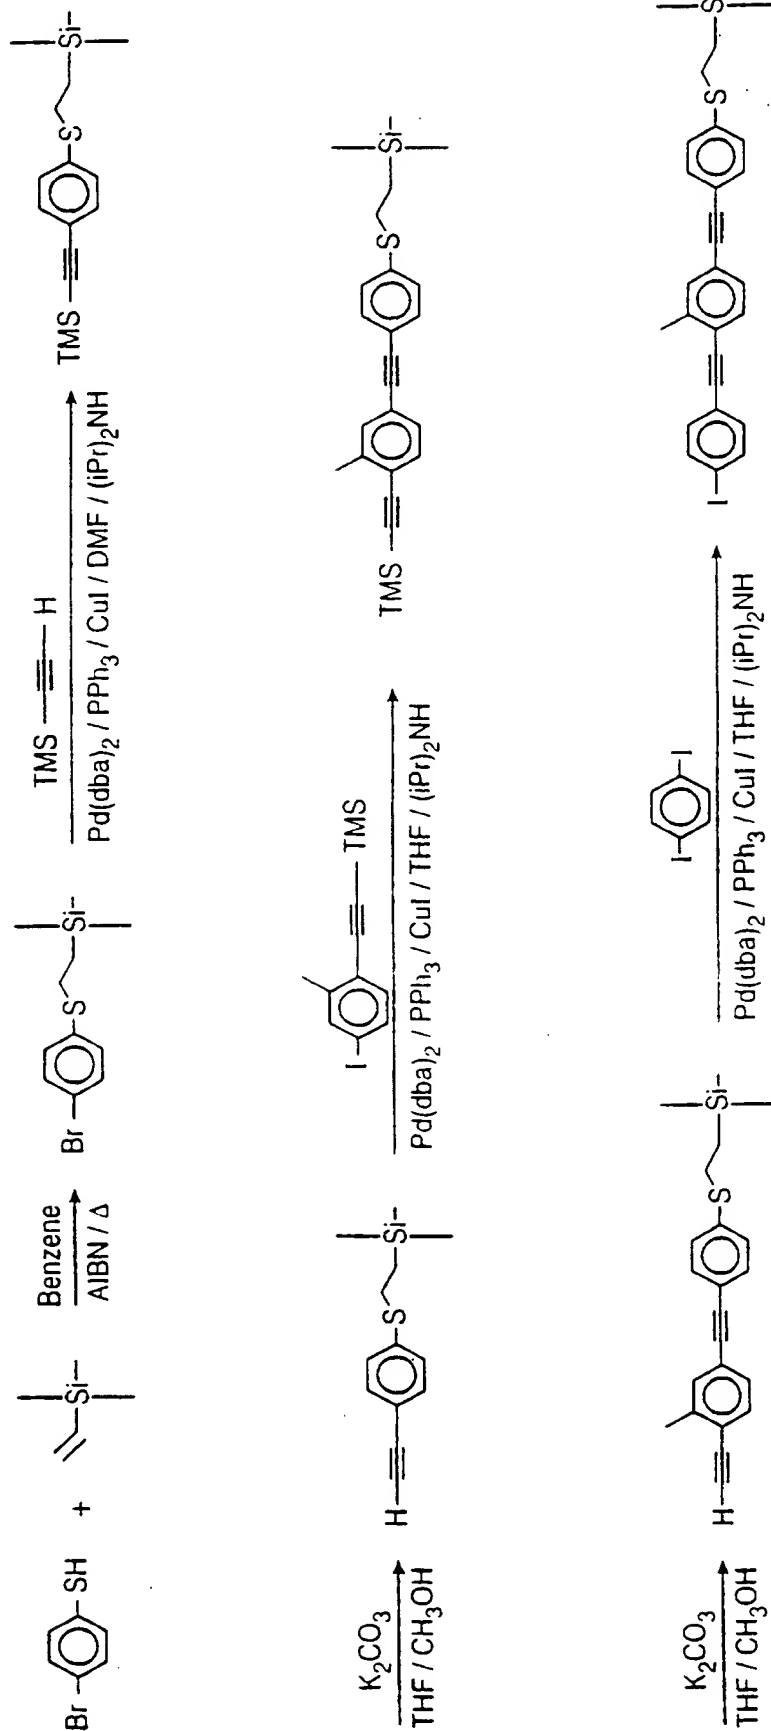 Br
SH
+
Si
Benzene
AIBN / Δ
Br
S
Si
TMS
H
Pd(dba)₂ / PPh₃ / CuI / DMF / (iPr)₂NH
TMS
S
Si
K₂CO₃
THF / CH₃OH
H
S
Si
I
TMS
Pd(dba)₂ / PPh₃ / CuI / THF / (iPr)₂NH
TMS
S
Si
K₂CO₃
THF / CH₃OH
H
S
Si
I
I
Pd(dba)₂ / PPh₃ / CuI / THF / (iPr)₂NH
I
S
Si